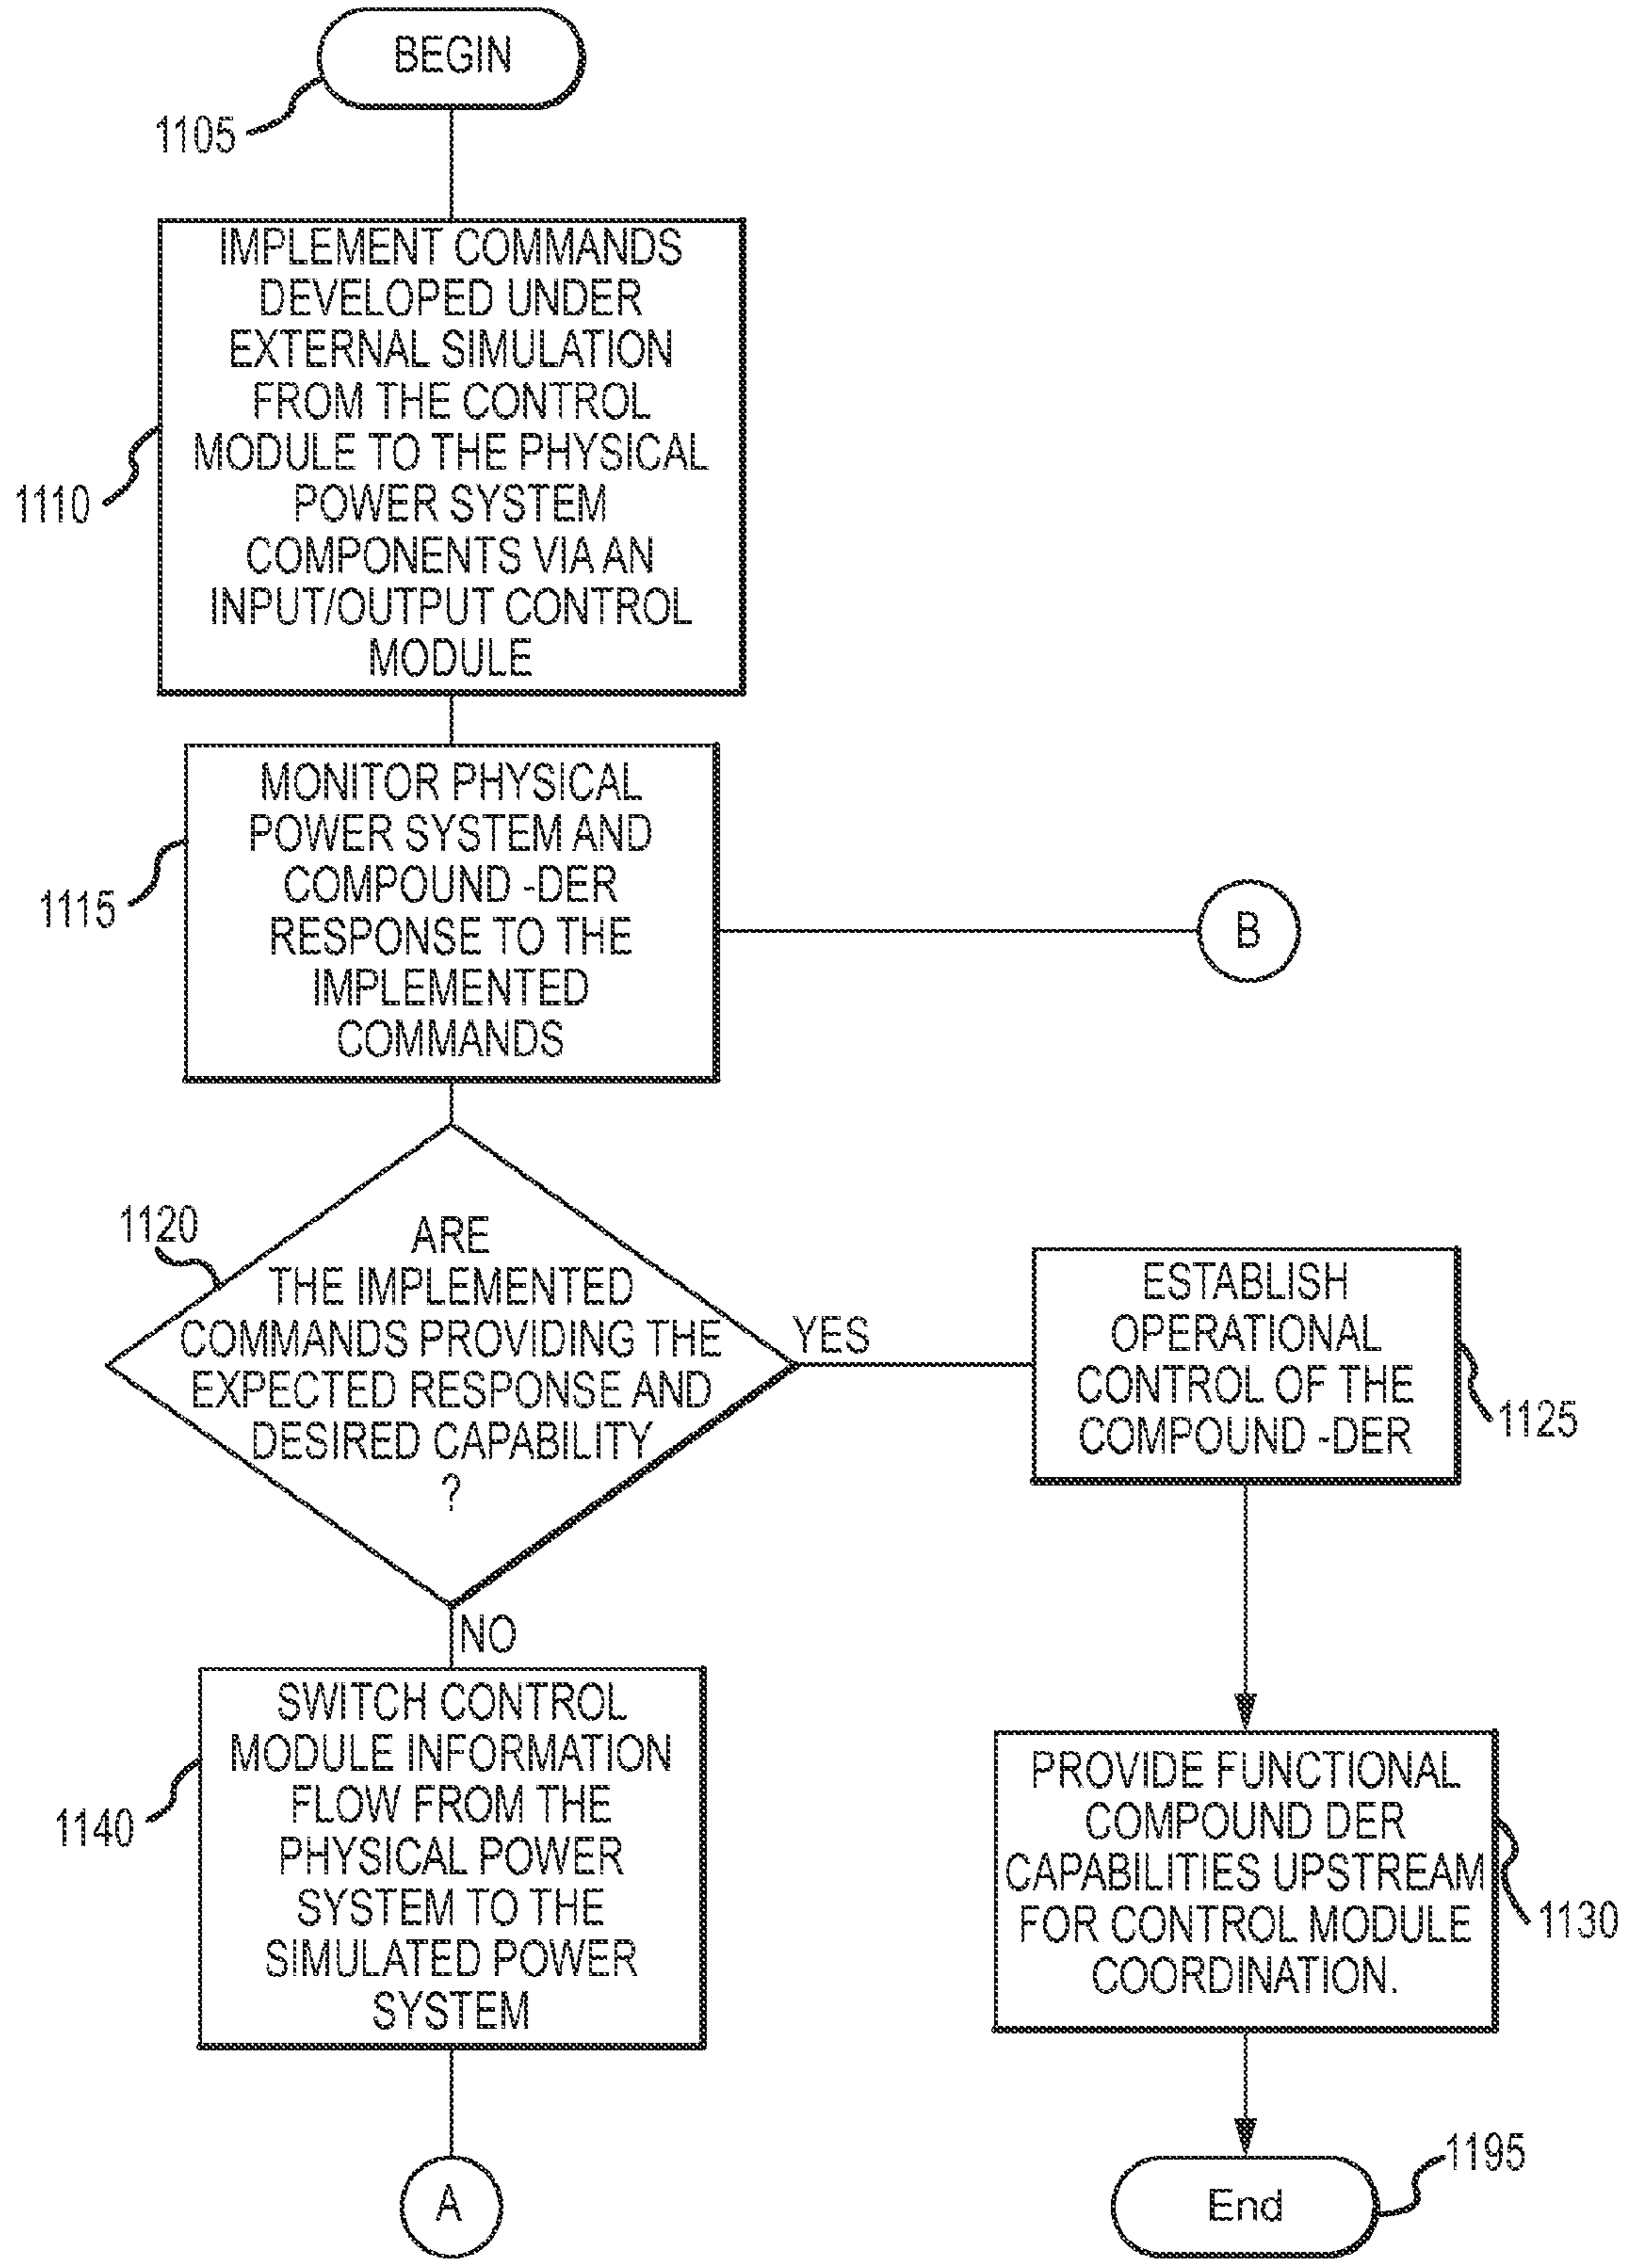 BEGIN
1105
IMPLEMENT COMMANDS
DEVELOPED UNDER
EXTERNAL SIMULATION
FROM THE CONTROL
MODULE TO THE PHYSICAL
POWER SYSTEM
COMPONENTS VIA AN
INPUT/OUTPUT CONTROL
MODULE
1110
MONITOR PHYSICAL
POWER SYSTEM AND
COMPOUND -DER
RESPONSE TO THE
IMPLEMENTED
COMMANDS
1115
B
1120
ARE
THE IMPLEMENTED
COMMANDS PROVIDING THE
EXPECTED RESPONSE AND
DESIRED CAPABILITY
?
YES
ESTABLISH
OPERATIONAL
CONTROL OF THE
COMPOUND -DER
1125
NO
SWITCH CONTROL
MODULE INFORMATION
FLOW FROM THE
PHYSICAL POWER
SYSTEM TO THE
SIMULATED POWER
SYSTEM
1140
PROVIDE FUNCTIONAL
COMPOUND DER
CAPABILITIES UPSTREAM
FOR CONTROL MODULE
COORDINATION.
1130
A
End
1195